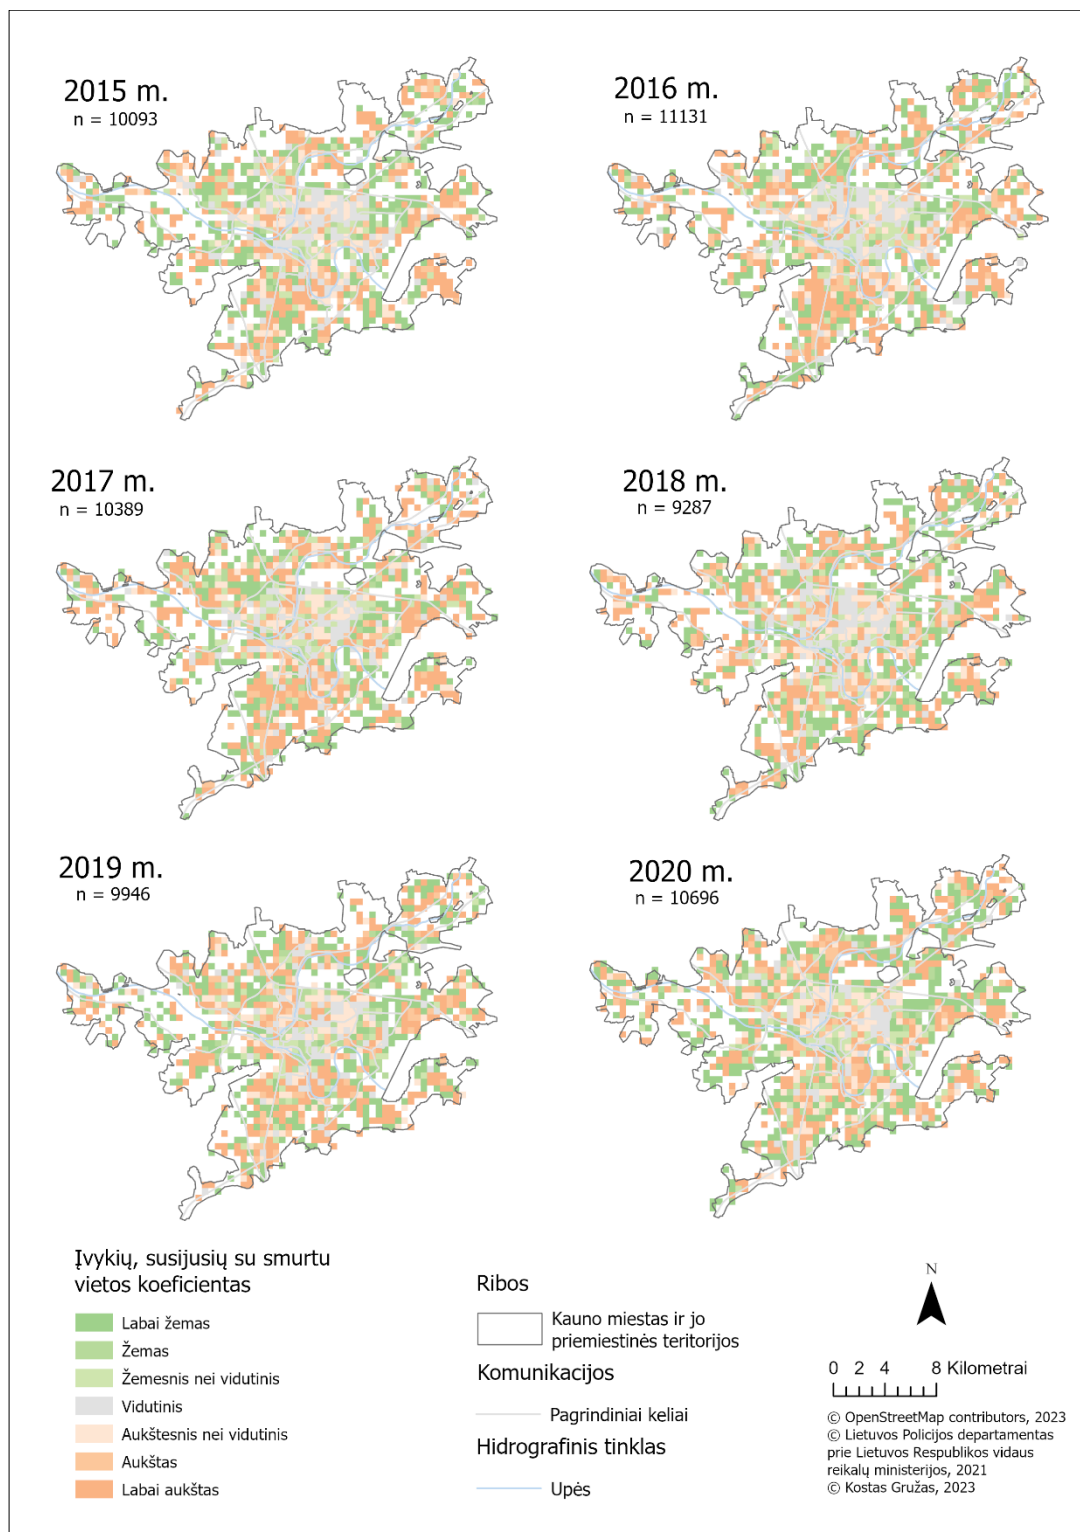 2015 m.
n = 10093
2016 m.
n = 11131
2017 m.
n = 10389
2018 m.
n = 9287
2019 m.
n = 9946
2020 m.
n = 10696
Įvykių, susijusių su smurtu
vietos koeficientas
Labai žemas
Žemas
Žemesnis nei vidutinis
Vidutinis
Aukštesnis nei vidutinis
Aukštas
Labai aukštas
Ribos
Kauno miestas ir jo
priemiestinės teritorijos
Komunikacijos
Pagrindiniai keliai
Hidrografinis tinklas
Upės
N
0 2 4 8 Kilometrai
© OpenStreetMap contributors, 2023
© Lietuvos Policijos departamentas
prie Lietuvos Respublikos vidaus
reikalų ministerijos, 2021
© Kostas Gružas, 2023